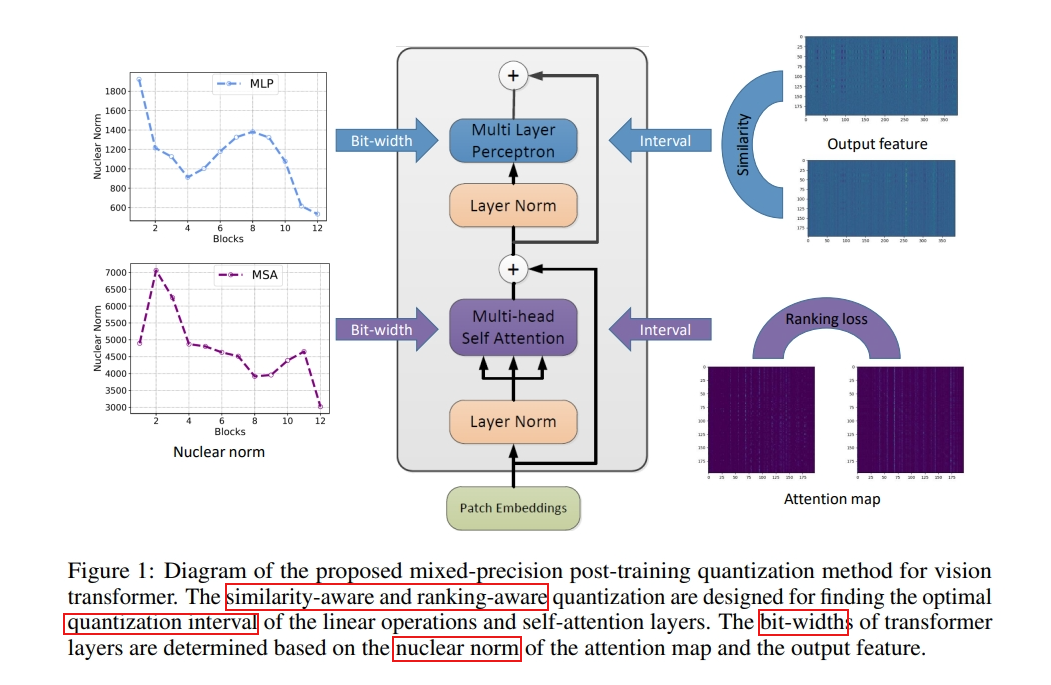 1800
1600
1400
1200
1000
800
600
Nuclear Norm
MLP
2 4 6 8 10 12
Blocks
7000
6500
6000
5500
5000
4500
4000
3500
3000
Nuclear Norm
MSA
2 4 6 8 10 12
Blocks
Nuclear norm
Bit-width
Bit-width
+
Multi Layer
Perceptron
Layer Norm
+
Multi-head
Self Attention
Layer Norm
Patch Embeddings
Interval
Interval
Similarity
0
25
50
75
100
125
150
175
0 50 100 150 200 250 300 350
Output feature
0
25
50
75
100
125
150
175
0 50 100 150 200 250 300 350
Ranking loss
0
25
50
75
100
125
150
175
0 25 50 75 100 125 150 175
0
25
50
75
100
125
150
175
0 25 50 75 100 125 150 175
Attention map
Figure 1: Diagram of the proposed mixed-precision post-training quantization method for vision
transformer. The similarity-aware and ranking-aware quantization are designed for finding the optimal
quantization interval of the linear operations and self-attention layers. The bit-widths of transformer
layers are determined based on the nuclear norm of the attention map and the output feature.